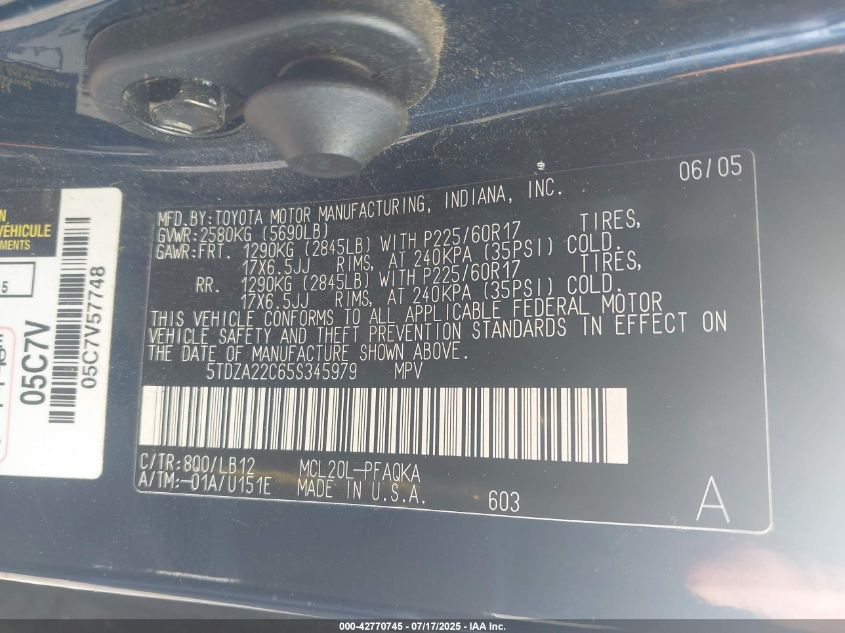 06/05
MFD.BY:TOYOTA MOTOR MANUFACTURING, INDIANA, INC.
GVWR:2580KG (5690LB)
GAWR:FRT. 1290KG (2845LB) WITH P225/60R17 TIRES,
17X6.5JJ RIMS, AT 240KPA (35PSI) COLD.
RR. 1290KG (2845LB) WITH P225/60R17 TIRES,
17X6.5JJ RIMS, AT 240KPA (35PSI) COLD.
THIS VEHICLE CONFORMS TO ALL APPLICABLE FEDERAL MOTOR
VEHICLE SAFETY AND THEFT PREVENTION STANDARDS IN EFFECT ON
THE DATE OF MANUFACTURE SHOWN ABOVE.
5TDZA22C65S345979 MPV
C/TR:8Q0/LB12 MCL20L-PFAQKA
A/TM:-01A/U151E MADE IN U.S.A. 603
A
VÉHICULE
EMENTS
5
05C7V
05C7V57748
000-42770745 / 07/17/2025 - IAA Inc.